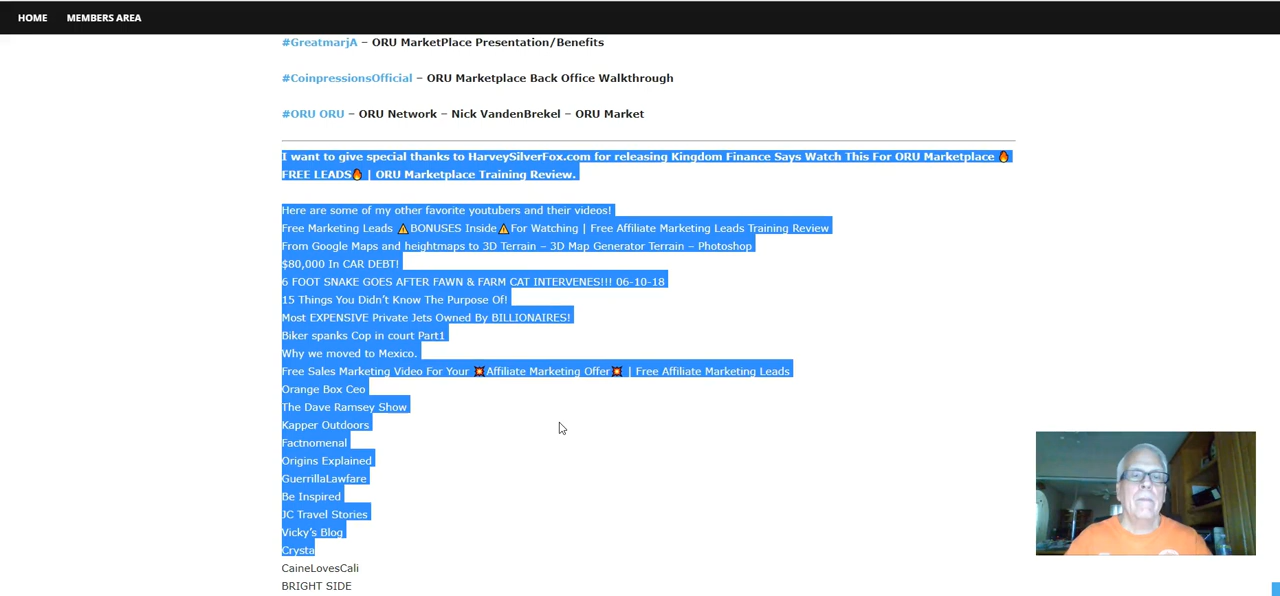 HOME MEMBERS AREA
#GreatmarjA – ORU MarketPlace Presentation/Benefits
#CoinpressionsOfficial – ORU Marketplace Back Office Walkthrough
#ORU ORU – ORU Network – Nick VandenBrekel – ORU Market
I want to give special thanks to HarveySilverFox.com for releasing Kingdom Finance Says Watch This For ORU Marketplace 🔥
FREE LEADS🔥 | ORU Marketplace Training Review.
Here are some of my other favorite youtubers and their videos!
Free Marketing Leads ⚠️BONUSES Inside⚠️For Watching | Free Affiliate Marketing Leads Training Review
From Google Maps and heightmaps to 3D Terrain – 3D Map Generator Terrain – Photoshop
$80,000 In CAR DEBT!
6 FOOT SNAKE GOES AFTER FAWN & FARM CAT INTERVENES!!! 06-10-18
15 Things You Didn’t Know The Purpose Of!
Most EXPENSIVE Private Jets Owned By BILLIONAIRES!
Biker spanks Cop in court Part1
Why we moved to Mexico.
Free Sales Marketing Video For Your 💥Affiliate Marketing Offer💥 | Free Affiliate Marketing Leads
Orange Box Ceo
The Dave Ramsey Show
Kapper Outdoors
Factnomenal
Origins Explained
GuerrillaLawfare
Be Inspired
JC Travel Stories
Vicky’s Blog
Crysta
CaineLovesCali
BRIGHT SIDE